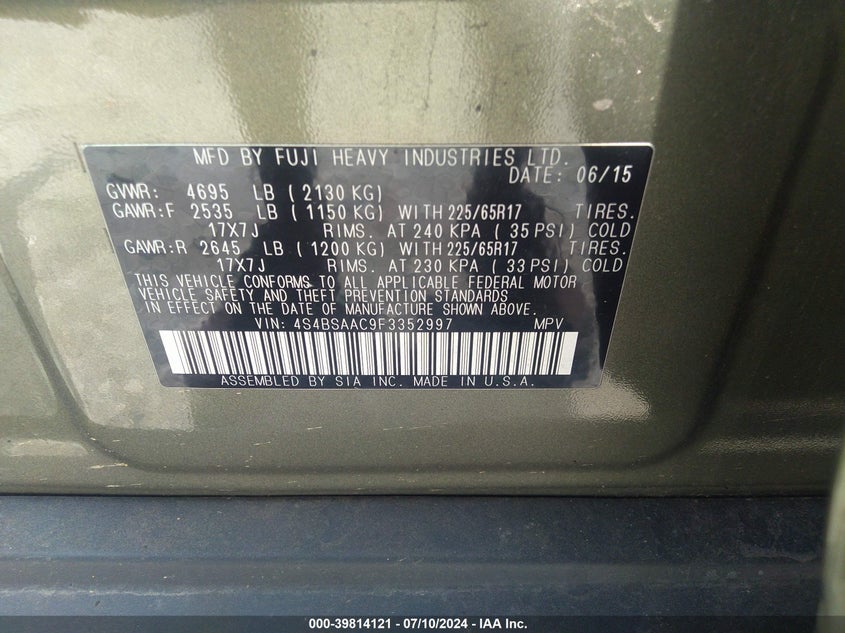 MFD BY FUJI HEAVY INDUSTRIES LTD.
DATE: 06/15
GVWR: 4695 LB (2130 KG)
GAWR:F 2535 LB (1150 KG) WITH 225/65R17 TIRES.
17X7J RIMS. AT 240 KPA (35 PSI) COLD
GAWR:R 2645 LB (1200 KG) WITH 225/65R17 TIRES.
17X7J RIMS. AT 230 KPA (33 PSI) COLD
THIS VEHICLE CONFORMS TO ALL APPLICABLE FEDERAL MOTOR
VEHICLE SAFETY AND THEFT PREVENTION STANDARDS
IN EFFECT ON THE DATE OF MANUFACTURE SHOWN ABOVE.
VIN: 4S4BSAAC9F3352997 MPV
ASSEMBLED BY SIA INC. MADE IN U.S.A.
000-39814121 - 07/10/2024 - IAA Inc.